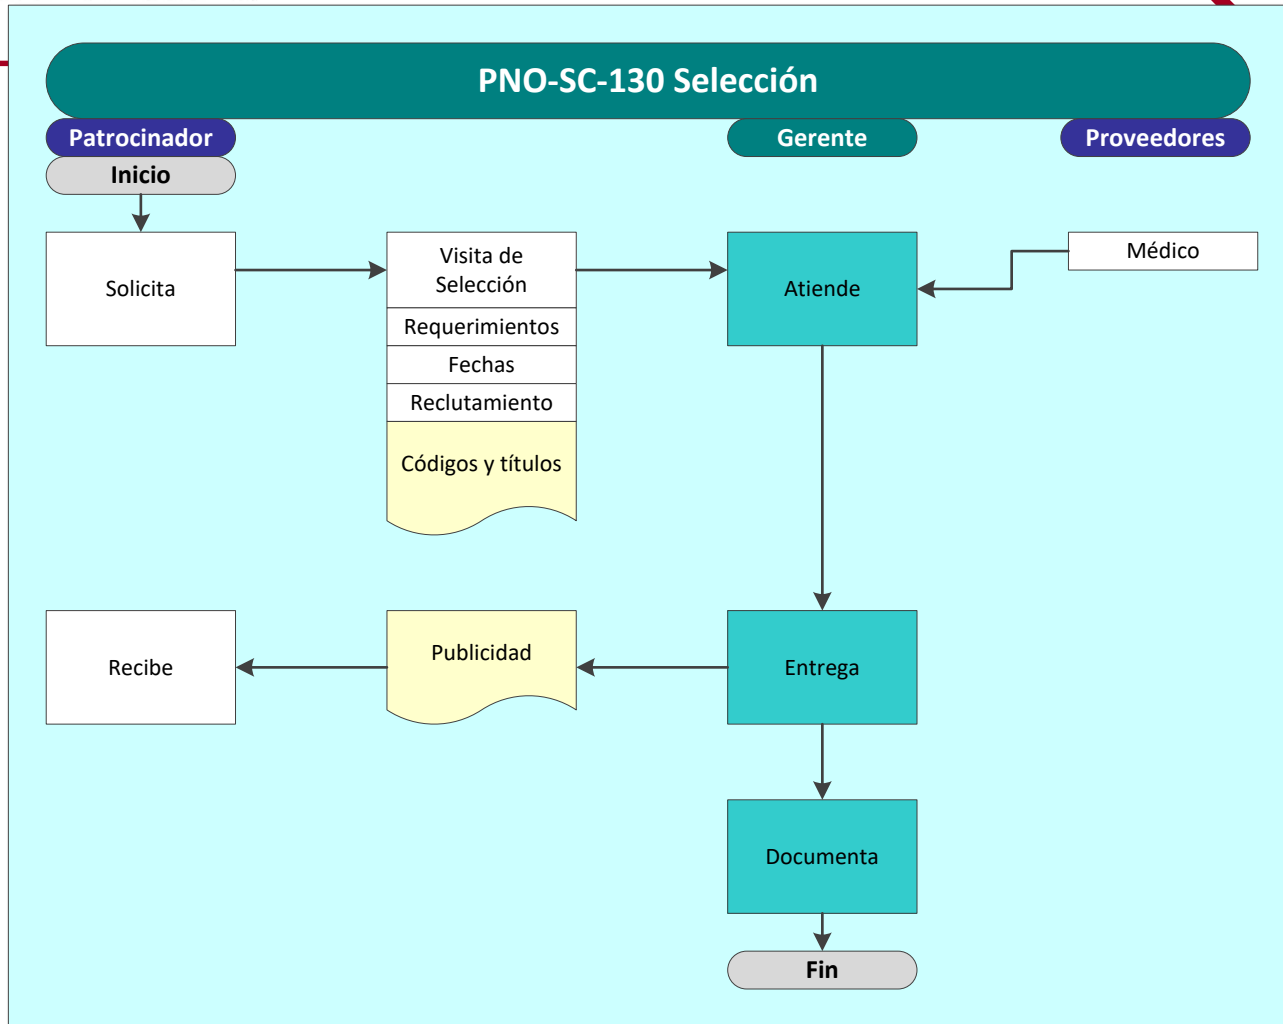 PNO-SC-130 Selección
Patrocinador
Gerente
Proveedores
Inicio
Solicita
Visita de
Selección
Requerimientos
Fechas
Reclutamiento
Códigos y títulos
Atiende
Médico
Recibe
Publicidad
Entrega
Documenta
Fin